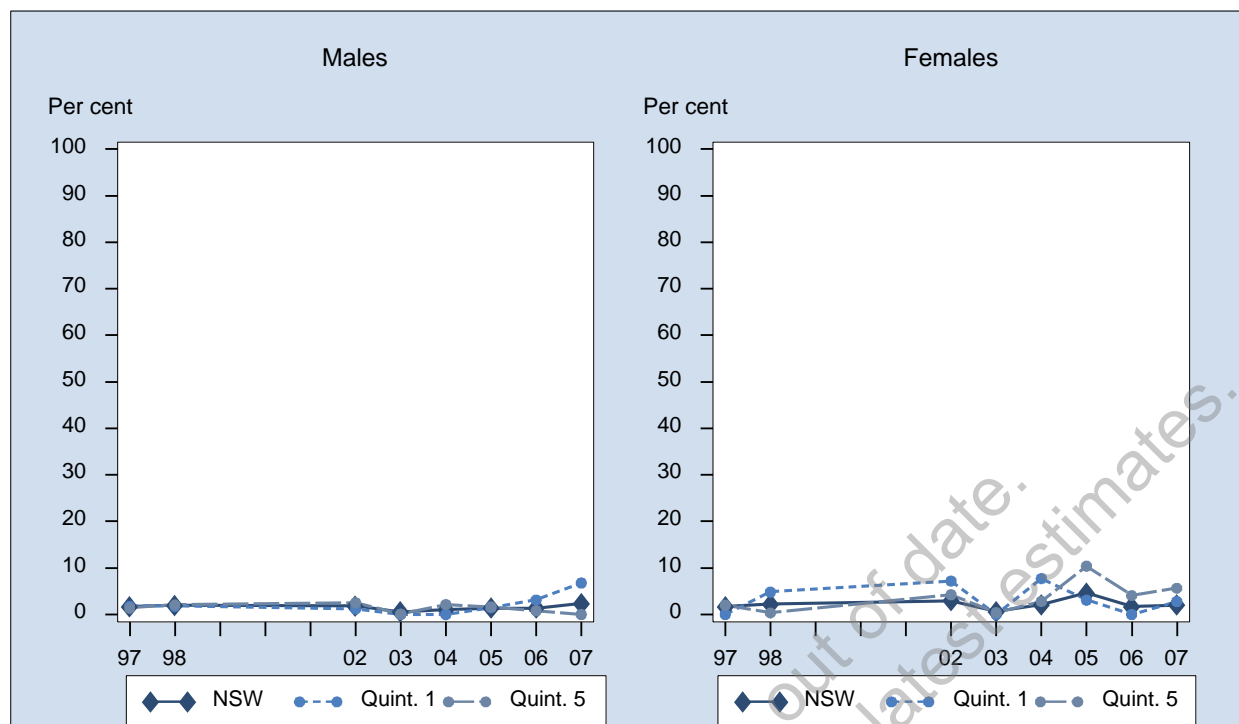 Males
Per cent
100
90
80
70
60
50
40
30
20
10
0
97 98 02 03 04 05 06 07
NSW Quint. 1 Quint. 5
Females
Per cent
100
90
80
70
60
50
40
30
20
10
0
97 98 02 03 04 05 06 07
NSW Quint. 1 Quint. 5
out of date.
latest estimates.